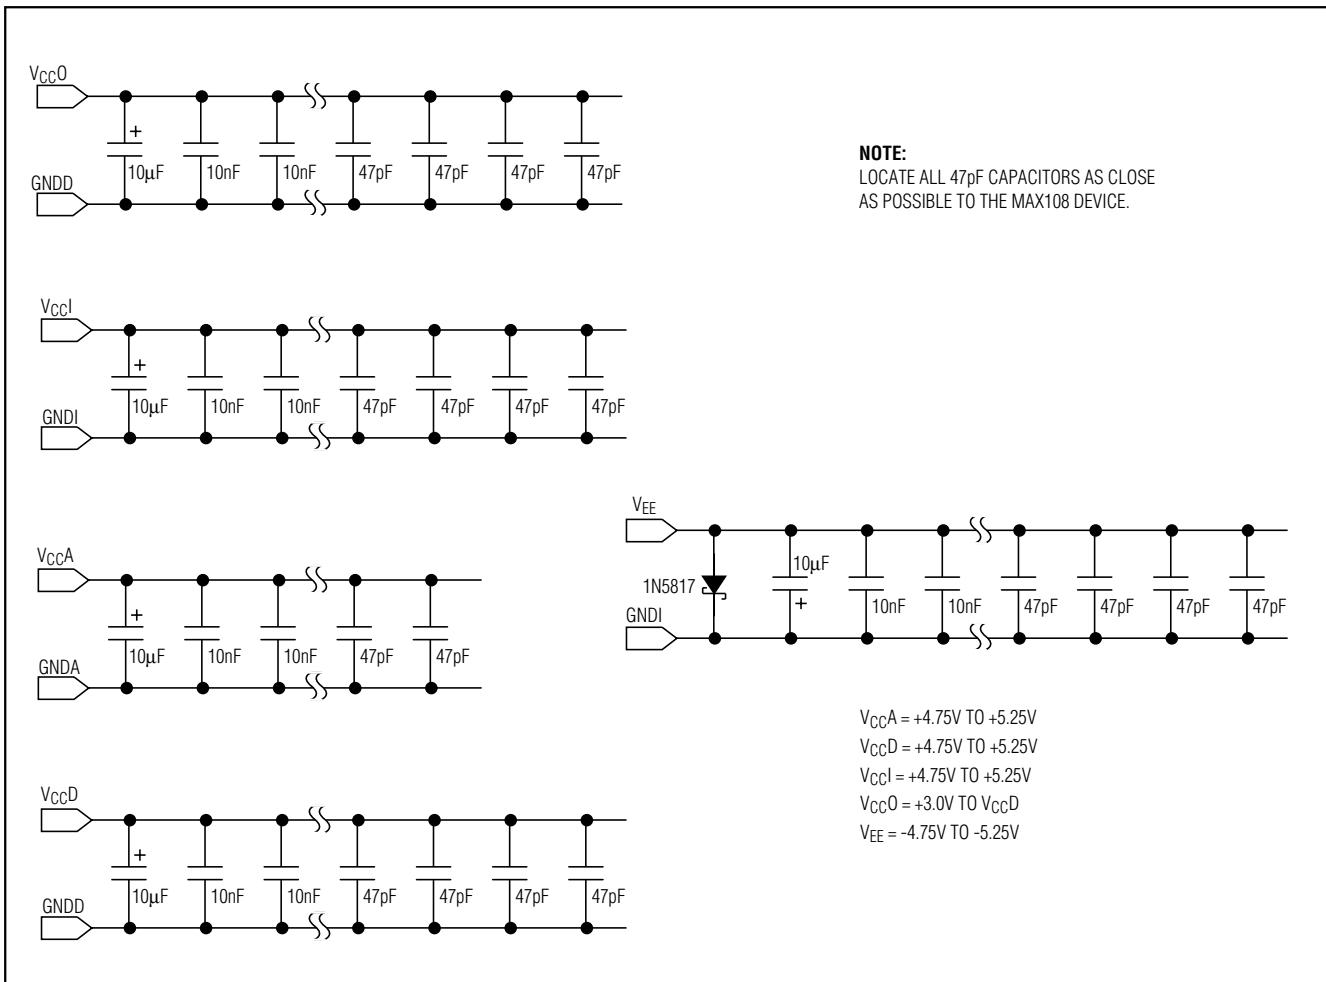 VCCO
+
10μF 10nF 10nF 47pF 47pF 47pF 47pF
GNDD
NOTE:
LOCATE ALL 47pF CAPACITORS AS CLOSE
AS POSSIBLE TO THE MAX108 DEVICE.
VCCI
+
10μF 10nF 10nF 47pF 47pF 47pF 47pF
GNDI
VCCA
+
10μF 10nF 10nF 47pF 47pF
GNDA
VEE
10μF
1N5817
+
10nF 10nF 47pF 47pF 47pF 47pF
GNDI
VCCA = +4.75V TO +5.25V
VCCD = +4.75V TO +5.25V
VCCI = +4.75V TO +5.25V
VCCO = +3.0V TO VCCD
VEE = -4.75V TO -5.25V
VCCD
+
10μF 10nF 10nF 47pF 47pF 47pF 47pF
GNDD